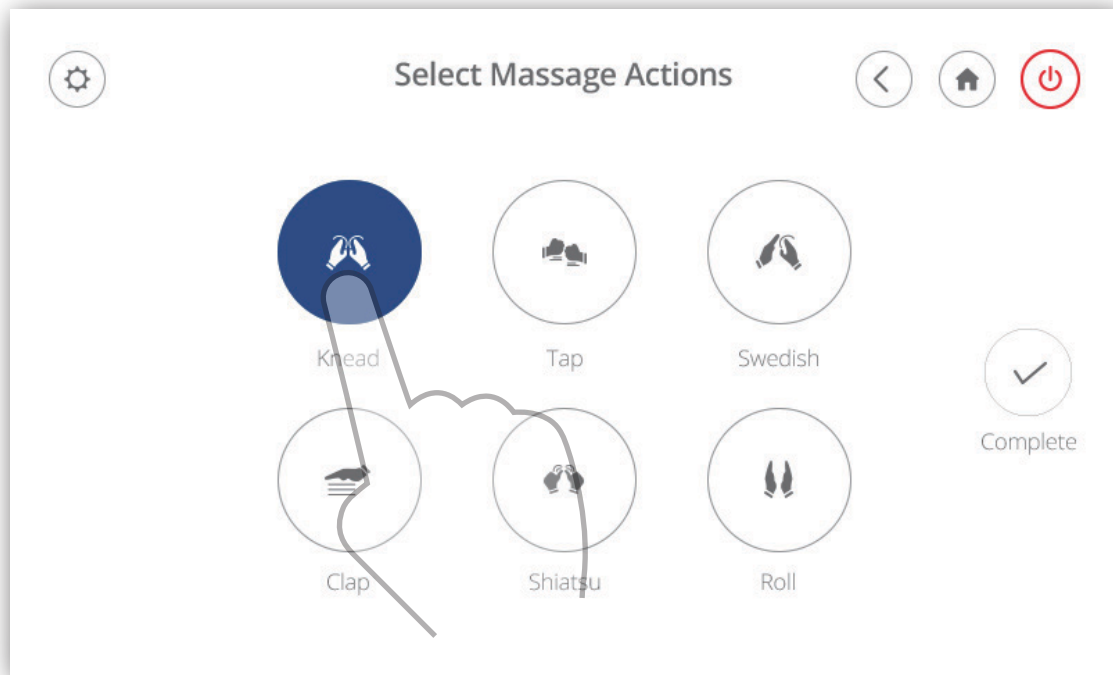 Select Massage Actions
Knead
Tap
Swedish
Complete
Clap
Shiatsu
Roll